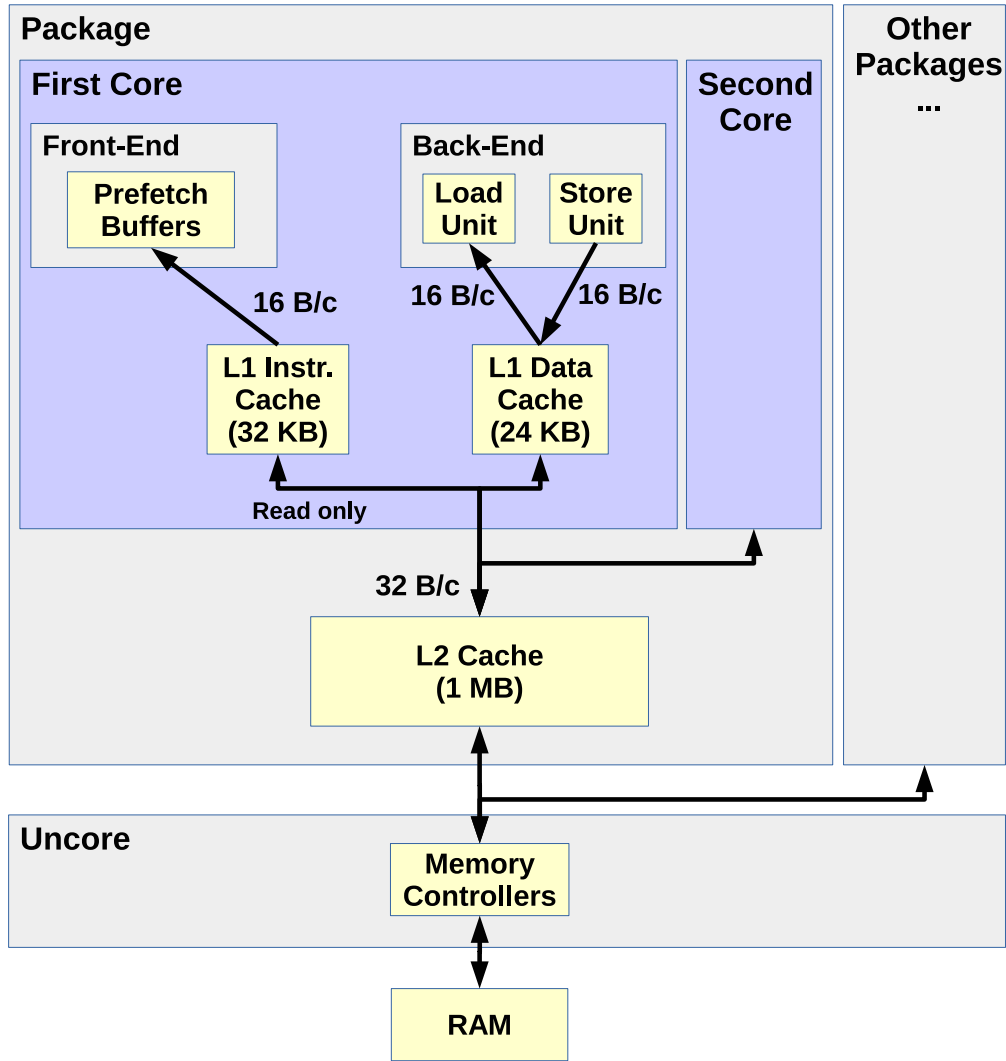 Package
Other
Packages
...
First Core
Second
Core
Front-End
Back-End
Prefetch
Buffers
Load
Unit
Store
Unit
16 B/c
16 B/c
16 B/c
L1 Instr.
Cache
(32 KB)
L1 Data
Cache
(24 KB)
Read only
32 B/c
L2 Cache
(1 MB)
Uncore
Memory
Controllers
RAM